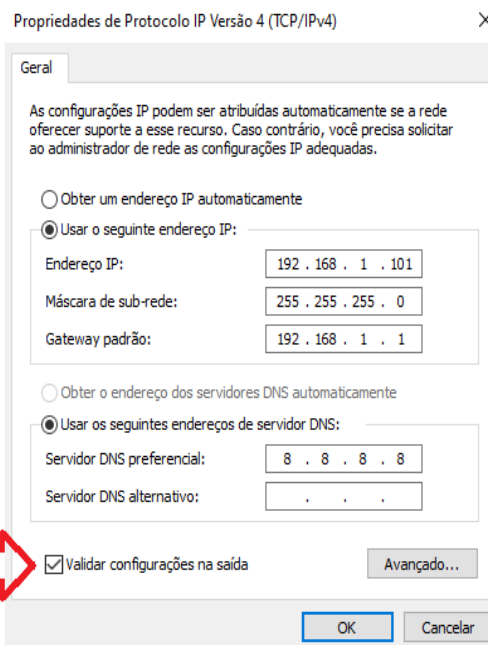 Propriedades de Protocolo IP Versão 4 (TCP/IPv4)
Geral
As configurações IP podem ser atribuídas automaticamente se a rede
oferecer suporte a esse recurso. Caso contrário, você precisa solicitar
ao administrador de rede as configurações IP adequadas.
Obter um endereço IP automaticamente
Usar o seguinte endereço IP:
Endereço IP: 192 . 168 . 1 . 101
Máscara de sub-rede: 255 . 255 . 255 . 0
Gateway padrão: 192 . 168 . 1 . 1
Obter o endereço dos servidores DNS automaticamente
Usar os seguintes endereços de servidor DNS:
Servidor DNS preferencial: 8 . 8 . 8 . 8
Servidor DNS alternativo: . . .
Validar configurações na saída Avançado...
OK Cancelar